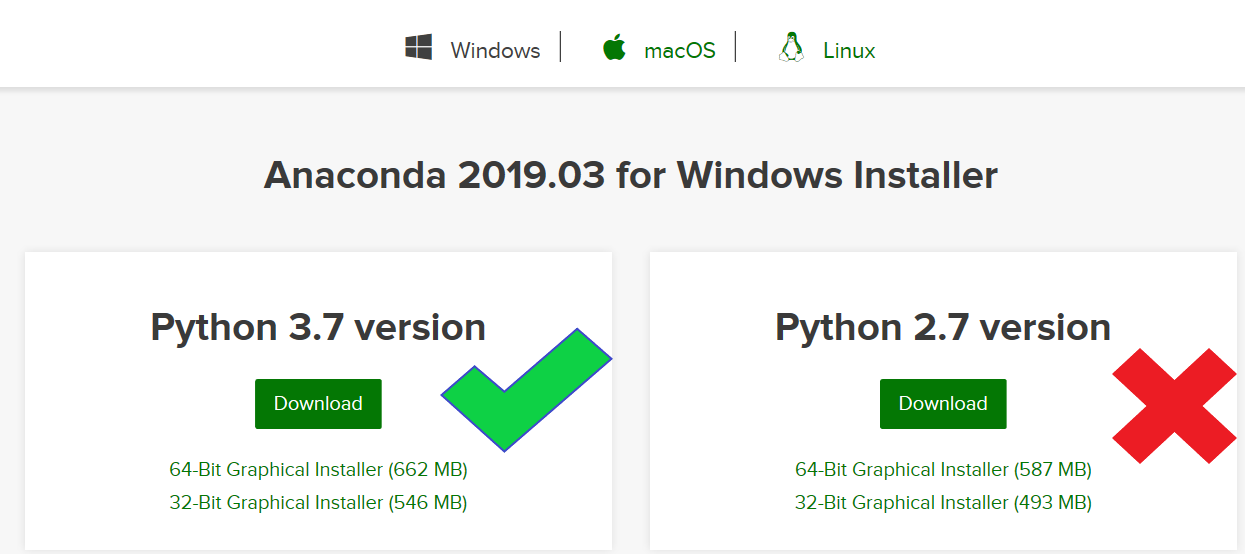 Windows
macOS
Linux
Anaconda 2019.03 for Windows Installer
Python 3.7 version
Download
64-Bit Graphical Installer (662 MB)
32-Bit Graphical Installer (546 MB)
Python 2.7 version
Download
64-Bit Graphical Installer (587 MB)
32-Bit Graphical Installer (493 MB)